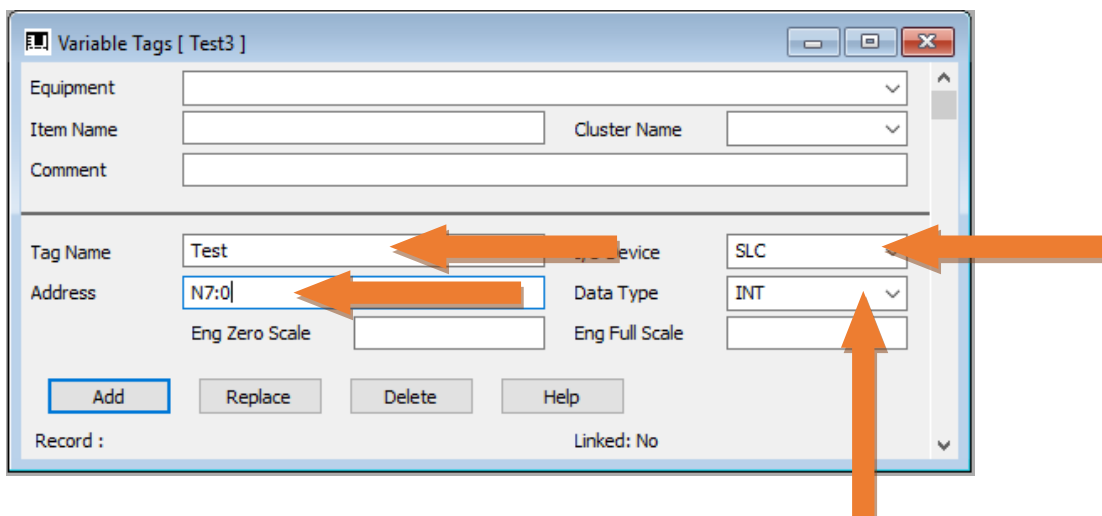 Variable Tags [ Test3 ]
Equipment
Item Name Cluster Name
Comment
Tag Name Test Device SLC
Address N7:0 Data Type INT
Eng Zero Scale Eng Full Scale
Add Replace Delete Help
Record : Linked: No